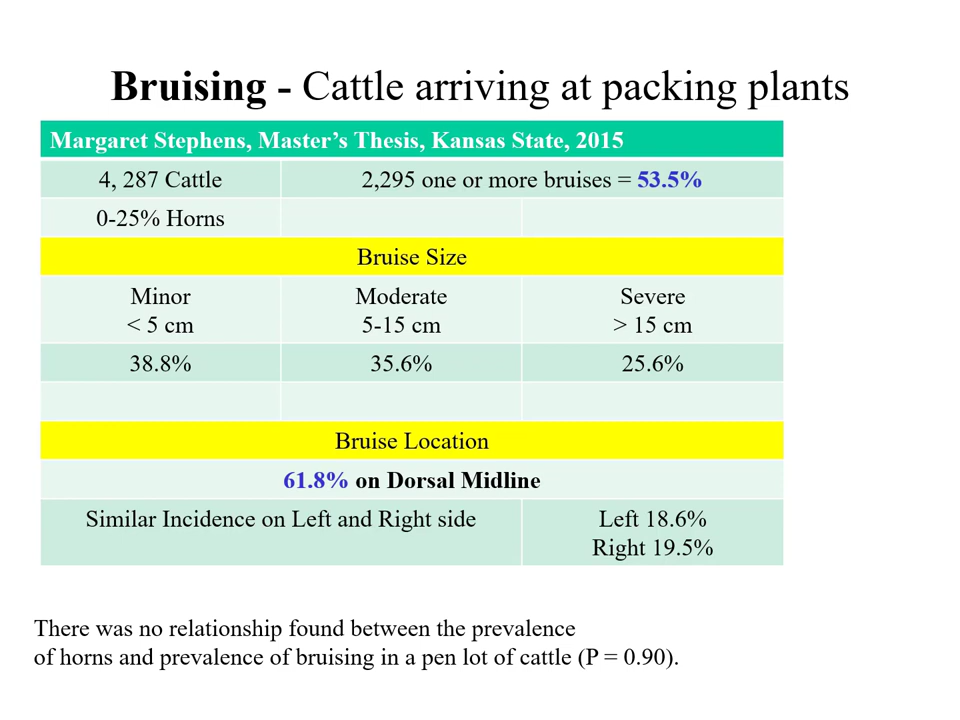 Bruising - Cattle arriving at packing plants
Margaret Stephens, Master's Thesis, Kansas State, 2015
4, 287 Cattle
2,295 one or more bruises = 53.5%
0-25% Horns
Bruise Size
Minor
< 5 cm
Moderate
5-15 cm
Severe
> 15 cm
38.8%
35.6%
25.6%
Bruise Location
61.8% on Dorsal Midline
Similar Incidence on Left and Right side
Left 18.6%
Right 19.5%
There was no relationship found between the prevalence
of horns and prevalence of bruising in a pen lot of cattle (P = 0.90).